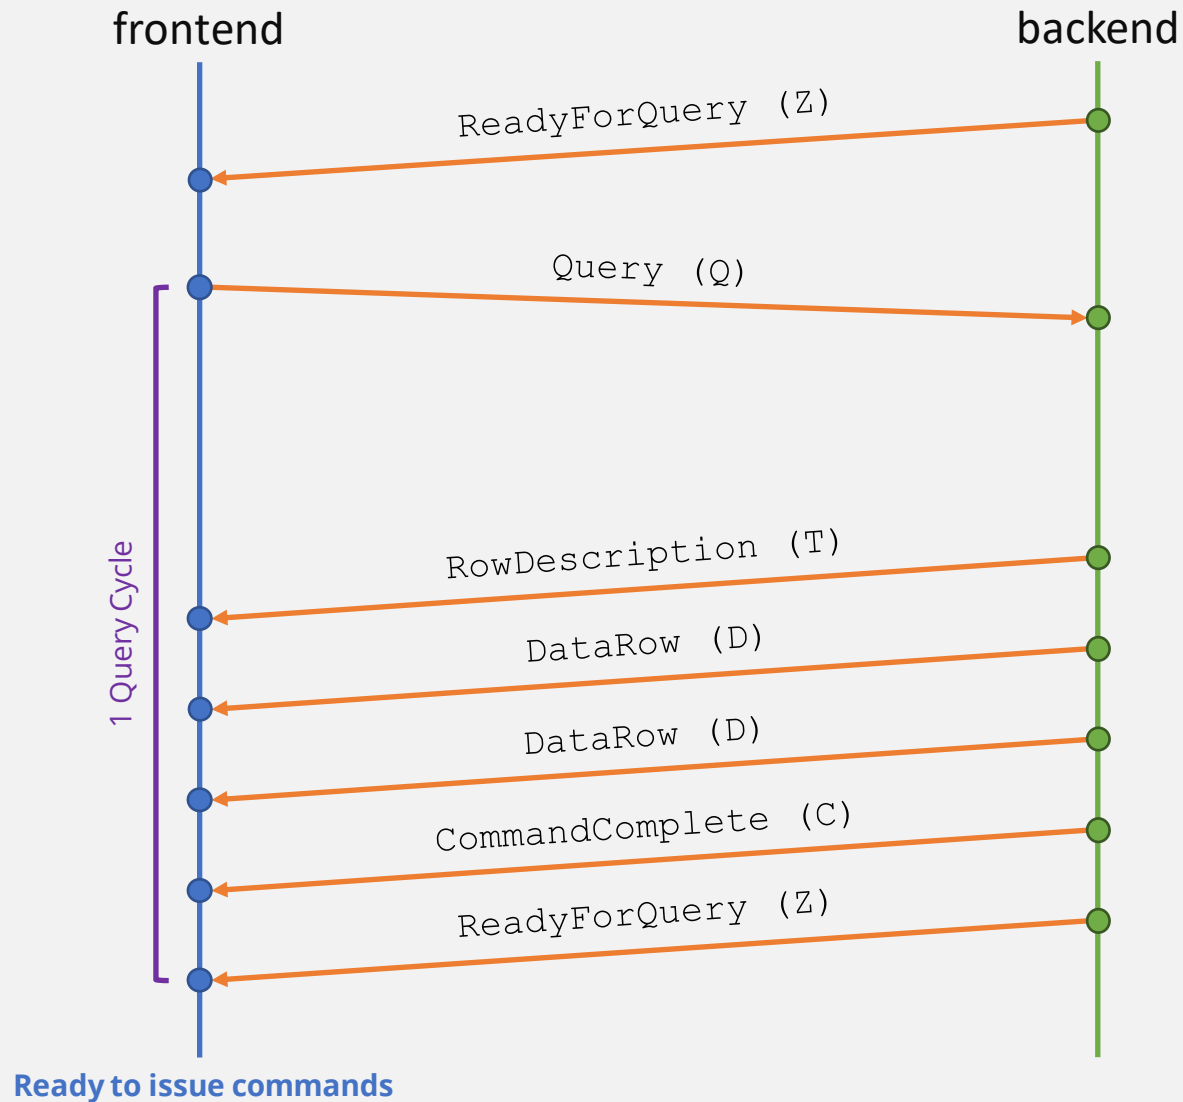 frontend
backend
ReadyForQuery (Z)
Query (Q)
1 Query Cycle
RowDescription (T)
DataRow (D)
DataRow (D)
CommandComplete (C)
ReadyForQuery (Z)
Ready to issue commands